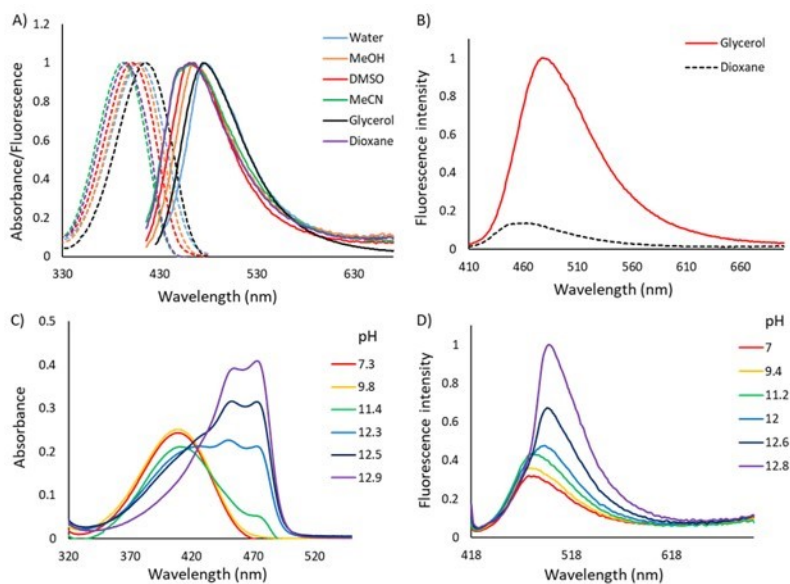 A)
Absorbance/Fluorescence
1.2
1
0.8
0.6
0.4
0.2
0
330 430 530 630
Wavelength (nm)
Water
MeOH
DMSO
MeCN
Glycerol
Dioxane
B)
Fluorescence intensity
1
0.8
0.6
0.4
0.2
0
410 460 510 560 610 660
Wavelength (nm)
Glycerol
Dioxane
C)
Absorbance
0.5
0.4
0.3
0.2
0.1
0
320 370 420 470 520
Wavelength (nm)
pH
7.3
9.8
11.4
12.3
12.5
12.9
D)
Fluorescence intensity
1
0.8
0.6
0.4
0.2
0
418 518 618
Wavelength (nm)
pH
7
9.4
11.2
12
12.6
12.8